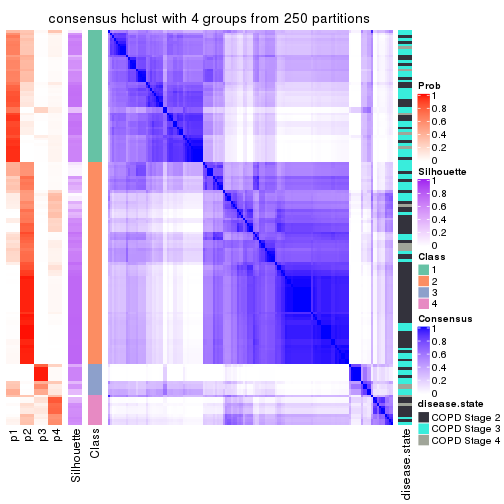 consensus hclust with 4 groups from 250 partitions
Prob
1
0.8
0.6
0.4
0.2
0
Silhouette
1
0.8
0.6
0.4
0.2
0
Class
1
2
3
4
Consensus
1
0.8
0.6
0.4
0.2
0
disease.state
COPD Stage 2
COPD Stage 3
COPD Stage 4
p1
p2
p3
p4
Silhouette
Class
disease.state